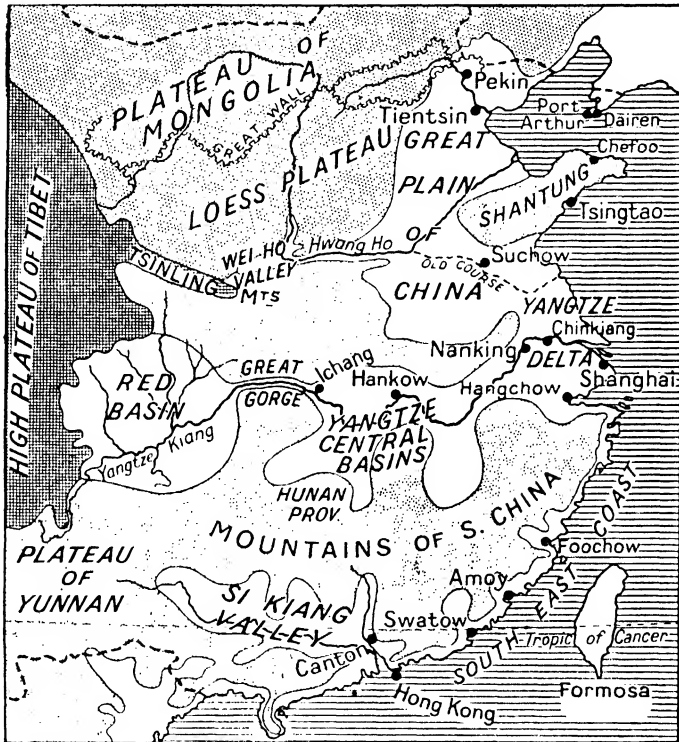 PLATEAU OF
MONGOLIA
GREAT WALL
Pekin
Tientsin
Port
Arthur
Dairen
Chefoo
LOESS PLATEAU
GREAT
PLAIN
OF
CHINA
SHANTUNG
Tsingtao
HIGH PLATEAU OF TIBET
TSINLING
MTS
WEI-HO
VALLEY
Hwang Ho
OLD COURSE
Suchow
YANGTZE
DELTA
Chinkiang
Nanking
Shanghai
Hangchow
RED
BASIN
GREAT
GORGE
Ichang
Hankow
Yangtze Kiang
YANGTZE
CENTRAL
BASINS
HUNAN
PROV.
MOUNTAINS OF S. CHINA
PLATEAU
OF
YUNNAN
SI KIANG
VALLEY
Foochow
Amoy
Swatow
SOUTH EAST COAST
Canton
Hong Kong
Tropic of Cancer
Formosa